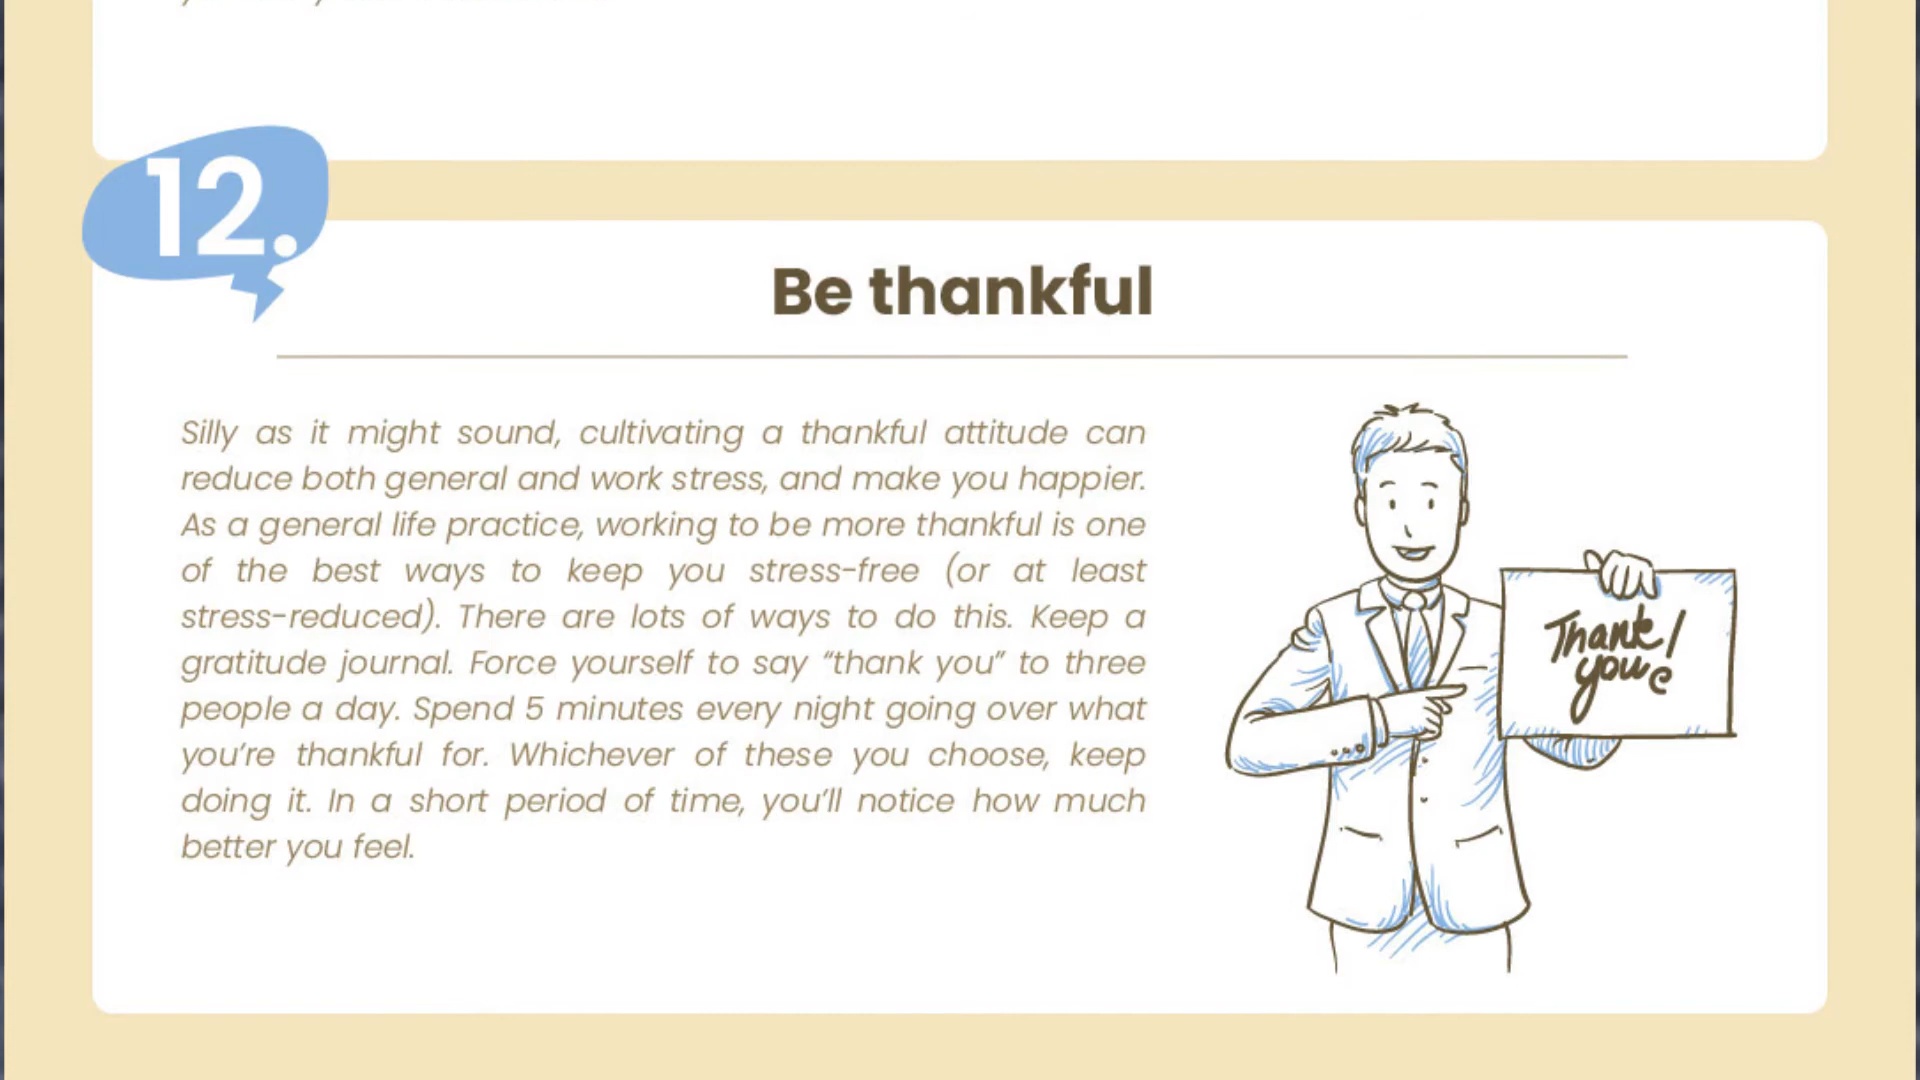 12.
Be thankful
Silly as it might sound, cultivating a thankful attitude can
reduce both general and work stress, and make you happier.
As a general life practice, working to be more thankful is one
of the best ways to keep you stress-free (or at least
stress-reduced). There are lots of ways to do this. Keep a
gratitude journal. Force yourself to say “thank you” to three
people a day. Spend 5 minutes every night going over what
you’re thankful for. Whichever of these you choose, keep
doing it. In a short period of time, you’ll notice how much
better you feel.
Thank
you